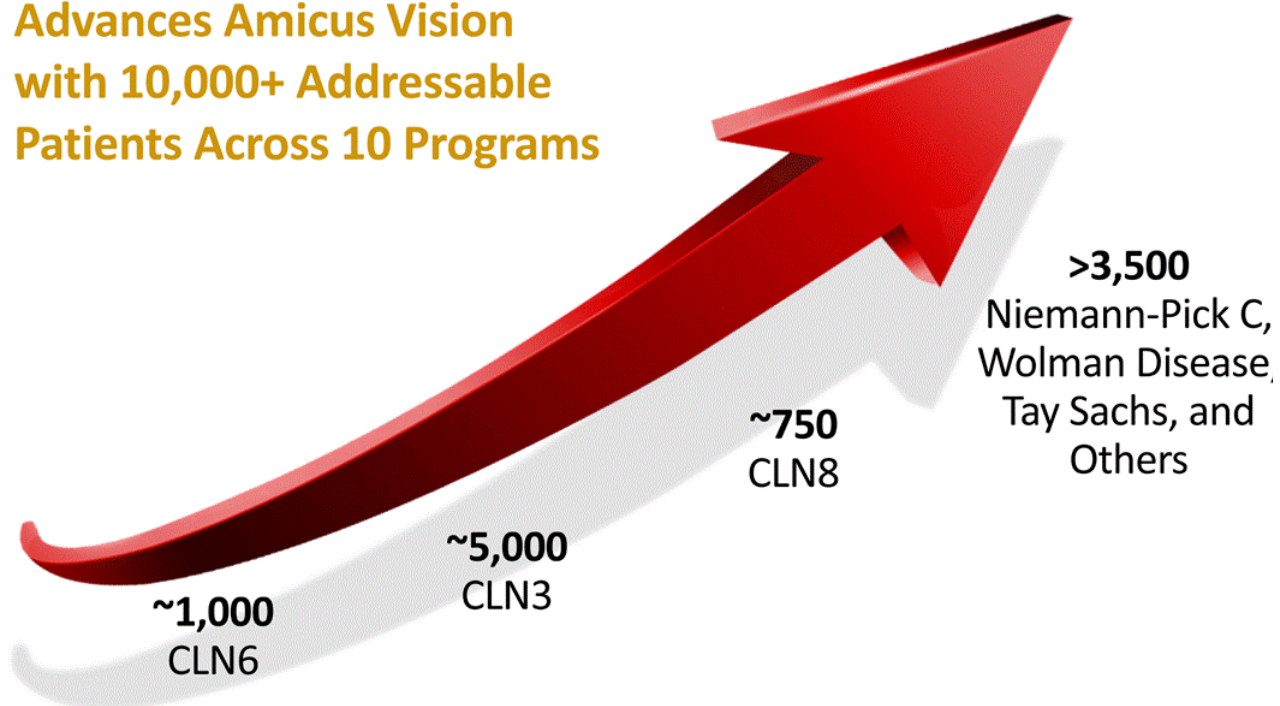 Advances Amicus Vision
with 10,000+ Addressable
Patients Across 10 Programs
>3,500
Niemann-Pick C,
Wolman Disease,
Tay Sachs, and
Others
~750
CLN8
~5,000
CLN3
~1,000
CLN6